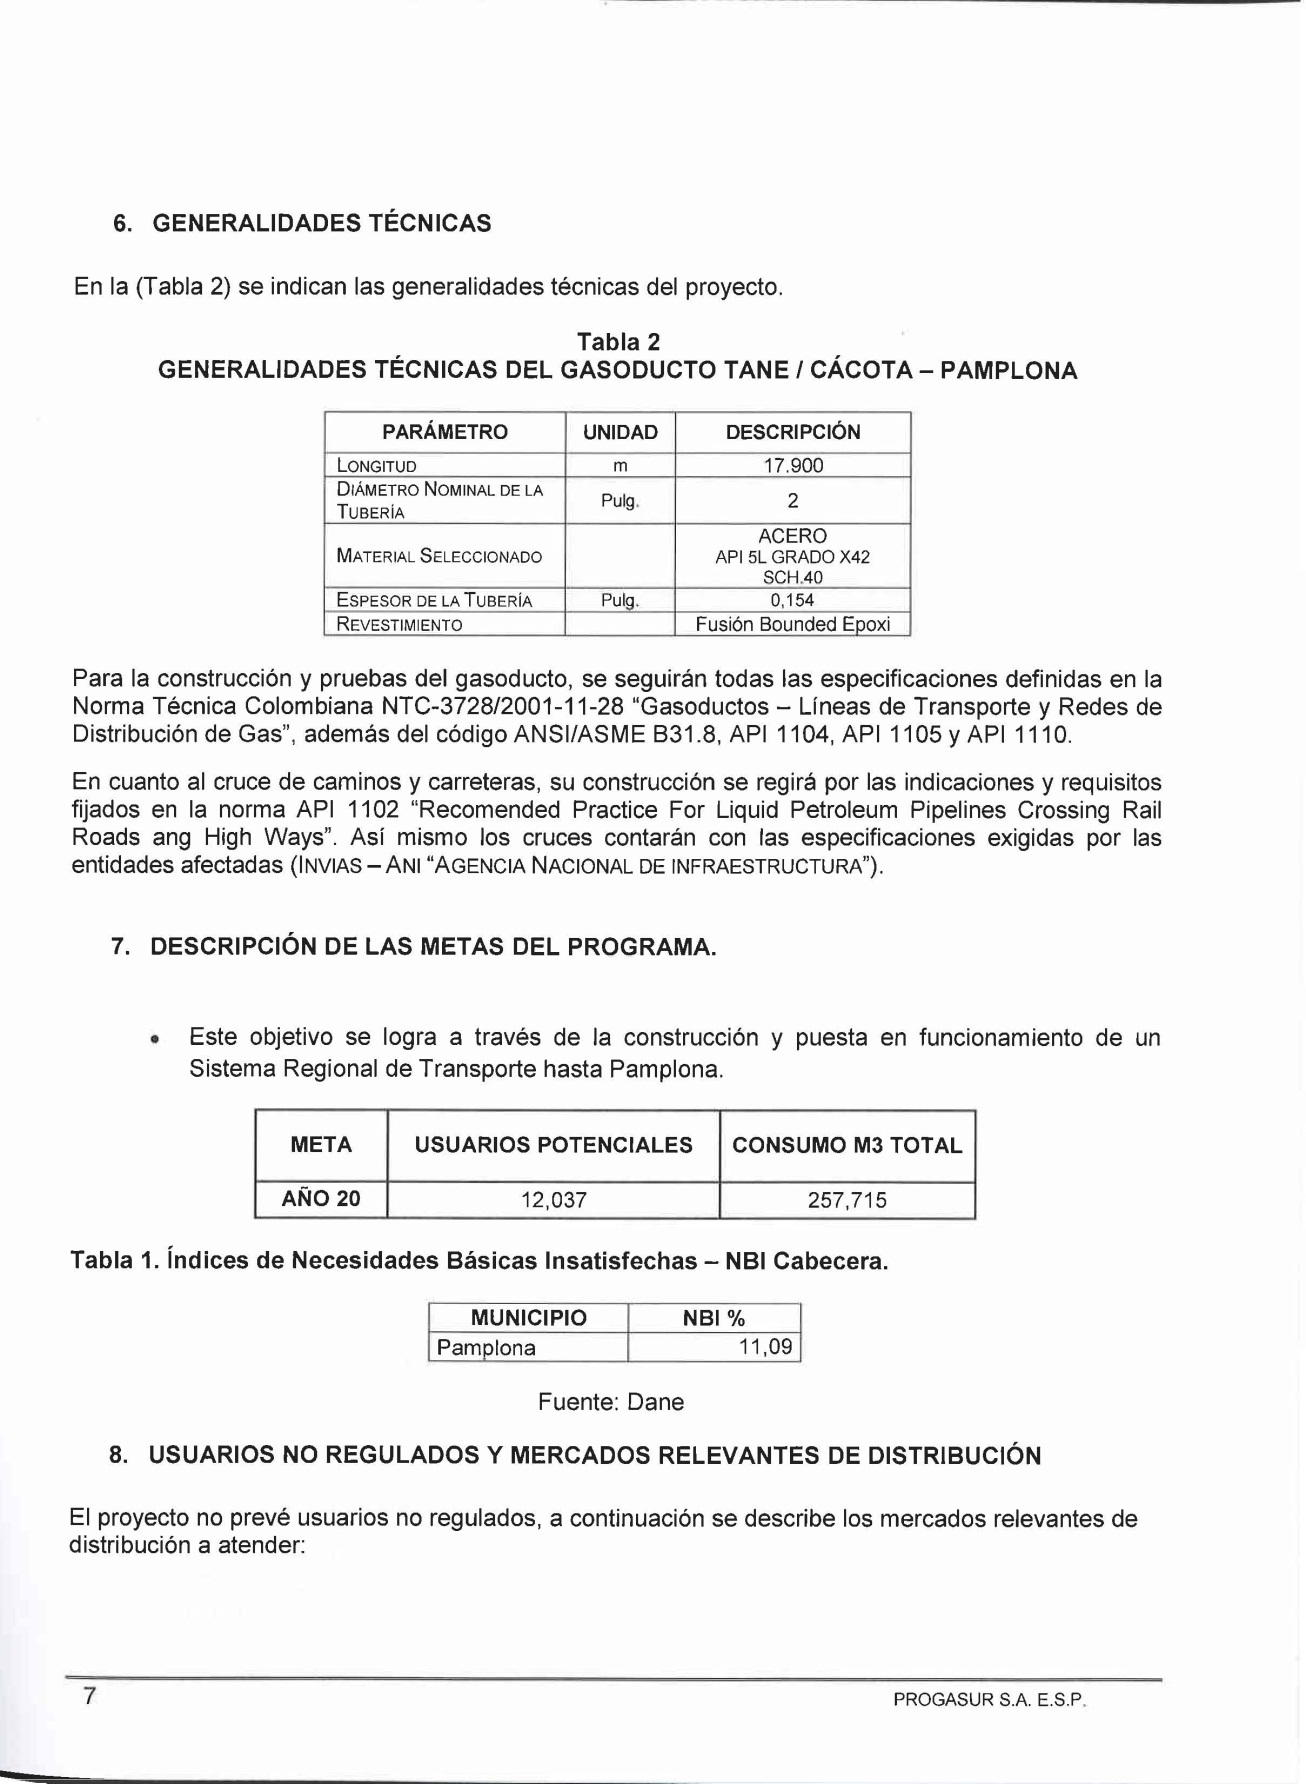 6. GENERALIDADES TÉCNICAS
En la (Tabla 2) se indican las generalidades técnicas del proyecto.
Tabla 2
GENERALIDADES TÉCNICAS DEL GASODUCTO TANE / CÁCOTA – PAMPLONA
PARÁMETRO UNIDAD DESCRIPCIÓN
LONGITUD m 17.900
DIÁMETRO NOMINAL DE LA
TUBERÍA Pulg. 2
MATERIAL SELECCIONADO ACERO
API 5L GRADO X42
SCH.40
ESPESOR DE LA TUBERÍA Pulg. 0,154
REVESTIMIENTO Fusión Bounded Epoxi
Para la construcción y pruebas del gasoducto, se seguirán todas las especificaciones definidas en la
Norma Técnica Colombiana NTC-3728/2001-11-28 “Gasoductos – Líneas de Transporte y Redes de
Distribución de Gas”, además del código ANSI/ASME B31.8, API 1104, API 1105 y API 1110.
En cuanto al cruce de caminos y carreteras, su construcción se regirá por las indicaciones y requisitos
fijados en la norma API 1102 “Recomended Practice For Liquid Petroleum Pipelines Crossing Rail
Roads ang High Ways”. Así mismo los cruces contarán con las especificaciones exigidas por las
entidades afectadas (INVIAS – ANI “AGENCIA NACIONAL DE INFRAESTRUCTURA”).
7. DESCRIPCIÓN DE LAS METAS DEL PROGRAMA.
• Este objetivo se logra a través de la construcción y puesta en funcionamiento de un
Sistema Regional de Transporte hasta Pamplona.
META USUARIOS POTENCIALES CONSUMO M3 TOTAL
AÑO 20 12,037 257,715
Tabla 1. Índices de Necesidades Básicas Insatisfechas – NBI Cabecera.
MUNICIPIO NBI %
Pamplona 11,09
Fuente: Dane
8. USUARIOS NO REGULADOS Y MERCADOS RELEVANTES DE DISTRIBUCIÓN
El proyecto no prevé usuarios no regulados, a continuación se describe los mercados relevantes de
distribución a atender:
7 PROGASUR S.A. E.S.P.